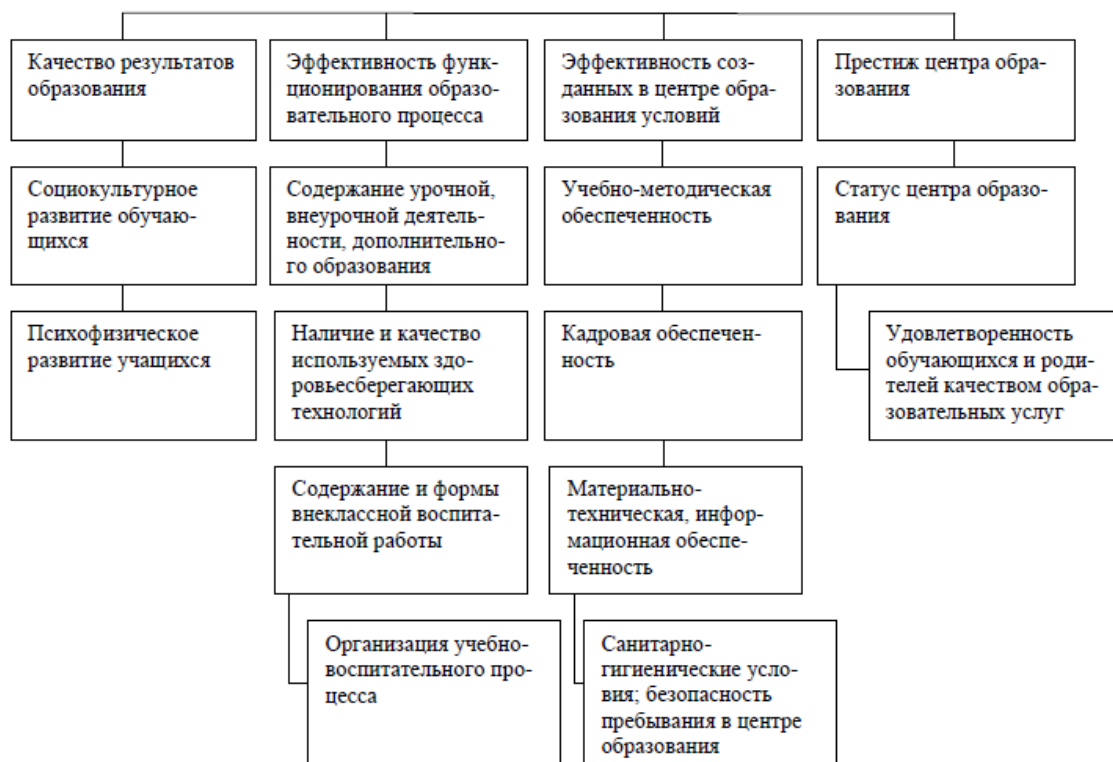 Качество результатов
образования
Эффективность функ-
ционирования образо-
вательного процесса
Эффективность соз-
данных в центре обра-
зования условий
Престиж центра обра-
зования
Социокультурное
развитие обучаю-
щихся
Содержание урочной,
внеурочной деятель-
ности, дополнительно-
го образования
Учебно-методическая
обеспеченность
Статус центра образо-
вания
Психофизическое
развитие учащихся
Наличие и качество
используемых здо-
ровьесберегающих
технологий
Кадровая обеспечен-
ность
Удовлетворенность
обучающихся и роди-
телей качеством обра-
зовательных услуг
Содержание и формы
внеклассной воспита-
тельной работы
Материально-
техническая, инфор-
мационная обеспе-
ченность
Организация учебно-
воспитательного про-
цесса
Санитарно-
гигиенические усло-
вия; безопасность
пребывания в центре
образования